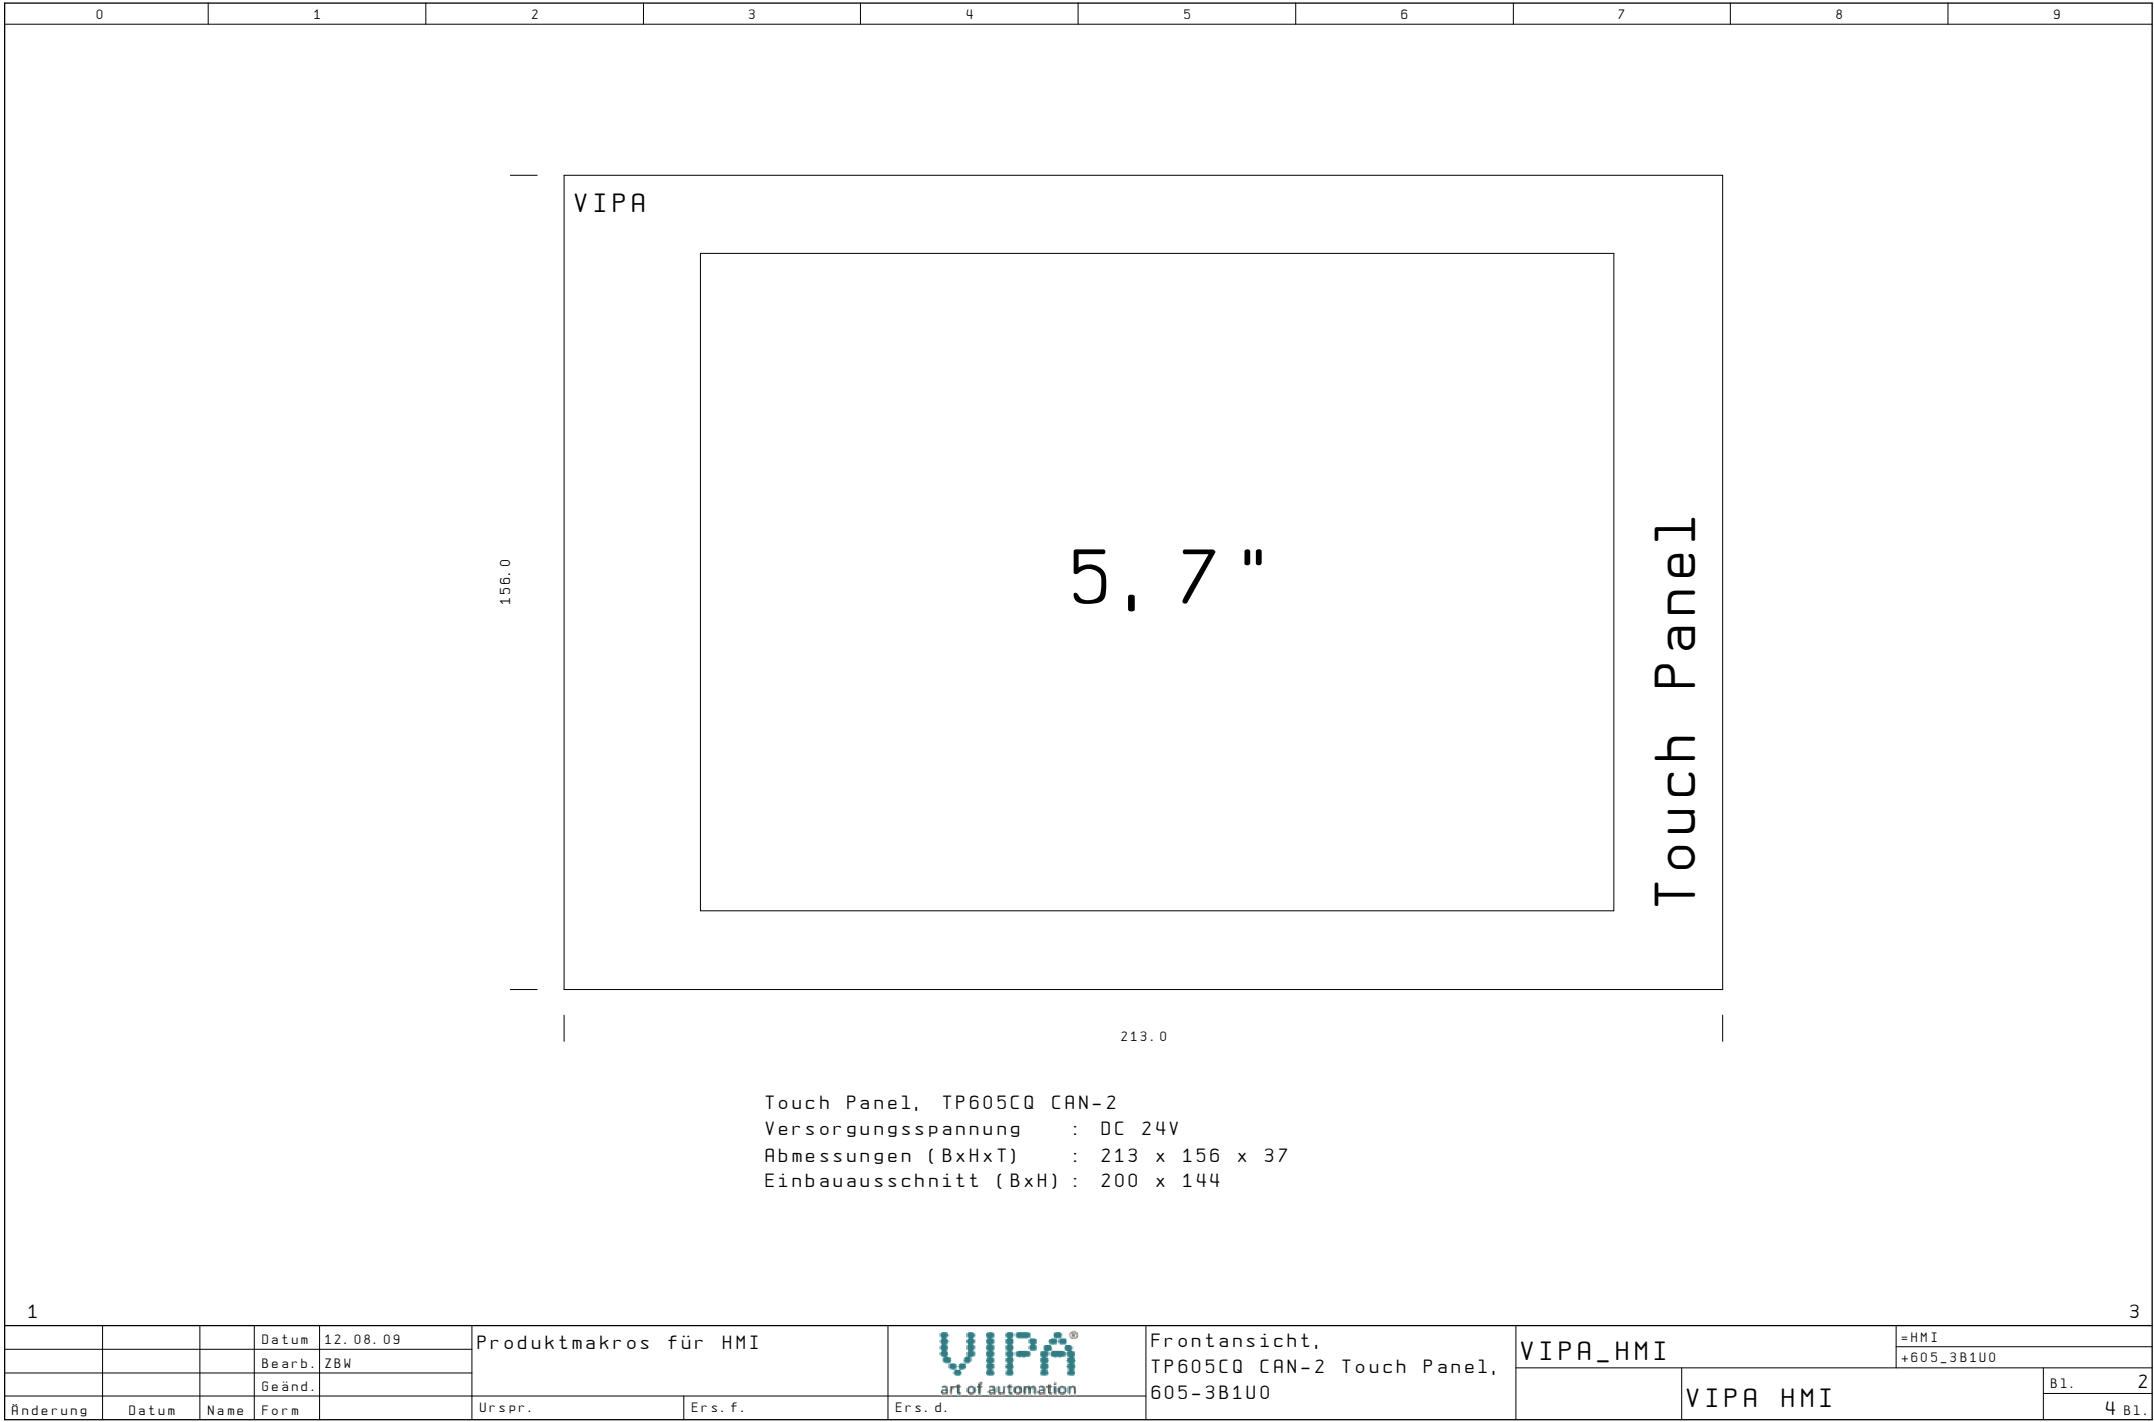 0 1 2 3 4 5 6 7 8 9
VIPA
5,7"
Touch Panel
156.0
213.0
Touch Panel, TP605CQ CAN-2
Versorgungsspannung : DC 24V
Abmessungen (BxHxT) : 213 x 156 x 37
Einbauausschnitt (BxH) : 200 x 144
1
3
Datum 12.08.09
Bearb. ZBW
Geänd.
Änderung Datum Name Form
Produktmakros für HMI
Urspr. Ers.f. Ers.d.
VIPA®
art of automation
Frontansicht,
TP605CQ CAN-2 Touch Panel,
605-3B1U0
VIPA_HMI
VIPA HMI
=HMI
+605_3B1U0
Bl. 2
4 Bl.